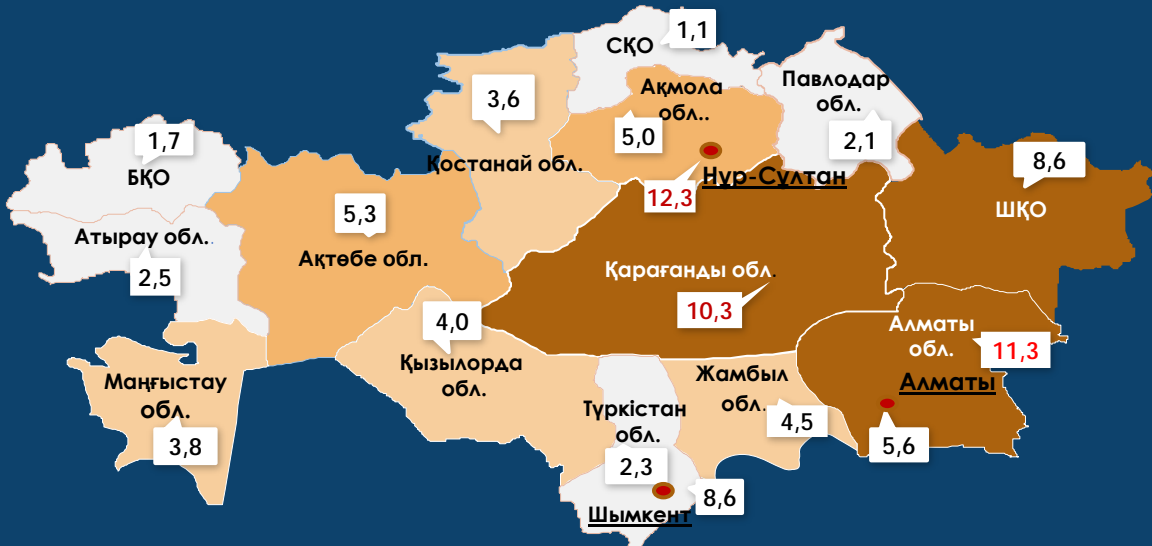 1,1
СҚО
3,6
Ақмола
обл..
5,0
Павлодар
обл.
2,1
1,7
БҚО
Қостанай обл.
12,3
Нұр-Сұлтан
8,6
ШҚО
5,3
Ақтөбе обл.
Атырау обл..
2,5
Қарағанды обл.
10,3
4,0
Қызылорда
обл.
Алматы
обл.
11,3
Алматы
5,6
Маңғыстау
обл.
3,8
Жамбыл
обл.
4,5
Түркістан
обл.
2,3
8,6
Шымкент